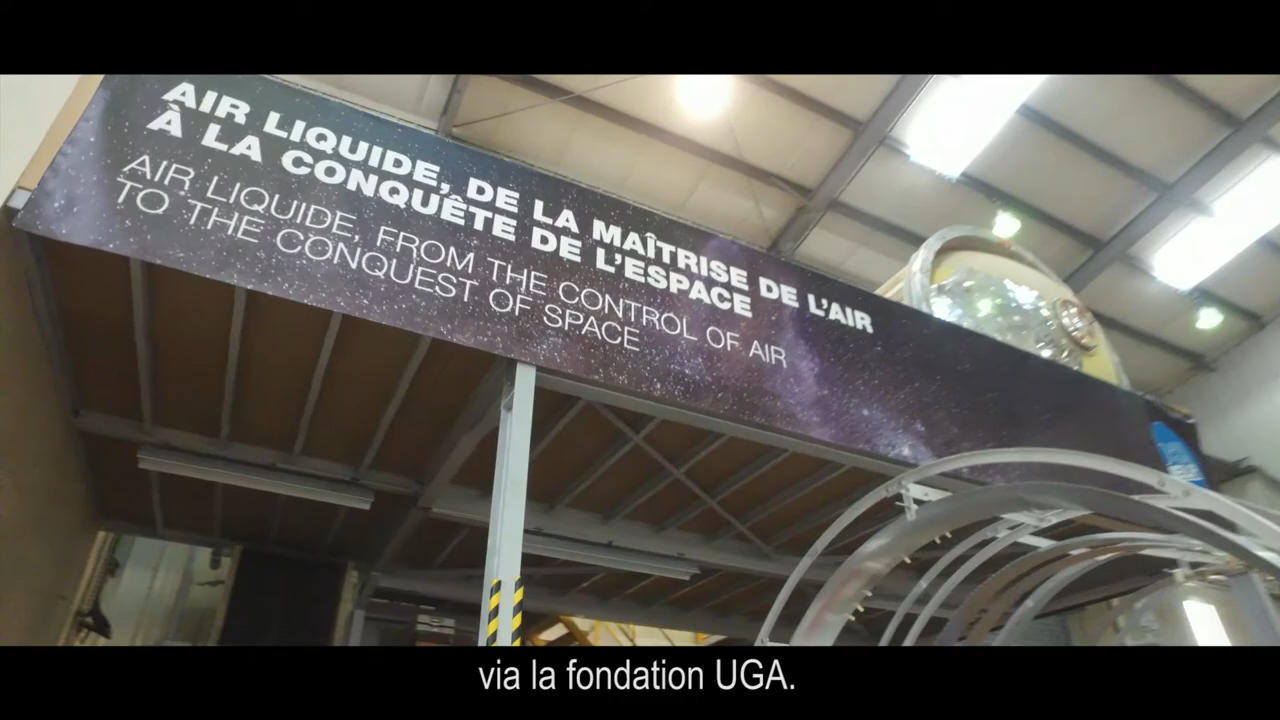 AIR LIQUIDE, DE LA MAÎTRISE DE L'AIR
À LA CONQUÊTE DE L'ESPACE
AIR LIQUIDE, FROM THE CONTROL OF AIR
TO THE CONQUEST OF SPACE
via la fondation UGA.